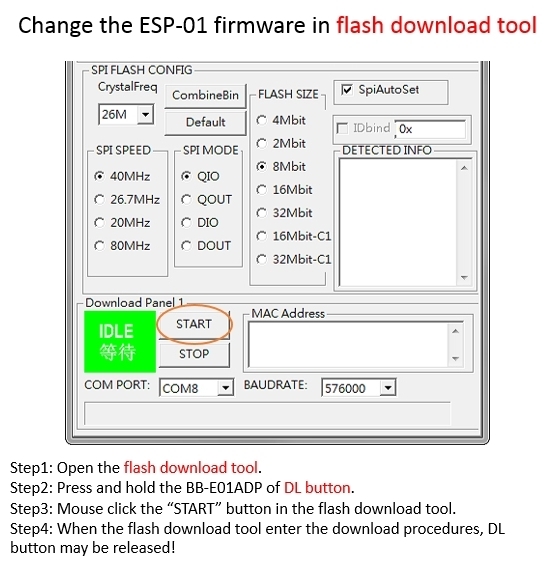 Change the ESP-01 firmware in flash download tool
SPI FLASH CONFIG
CrystalFreq
CombineBin
FLASH SIZE
SpiAutoSet
26M
Default
4Mbit
IDbind
0x
2Mbit
SPI SPEED
SPI MODE
DETECTED INFO
8Mbit
40MHz
QIO
16Mbit
26.7MHz
QOUT
32Mbit
20MHz
DIO
16Mbit-C1
80MHz
DOUT
32Mbit-C1
Download Panel 1
IDLE
等待
START
STOP
MAC Address
COM PORT:
COM8
BAUDRATE:
576000
Step1: Open the flash download tool.
Step2: Press and hold the BB-E01ADP of DL button.
Step3: Mouse click the “START” button in the flash download tool.
Step4: When the flash download tool enter the download procedures, DL
button may be released!